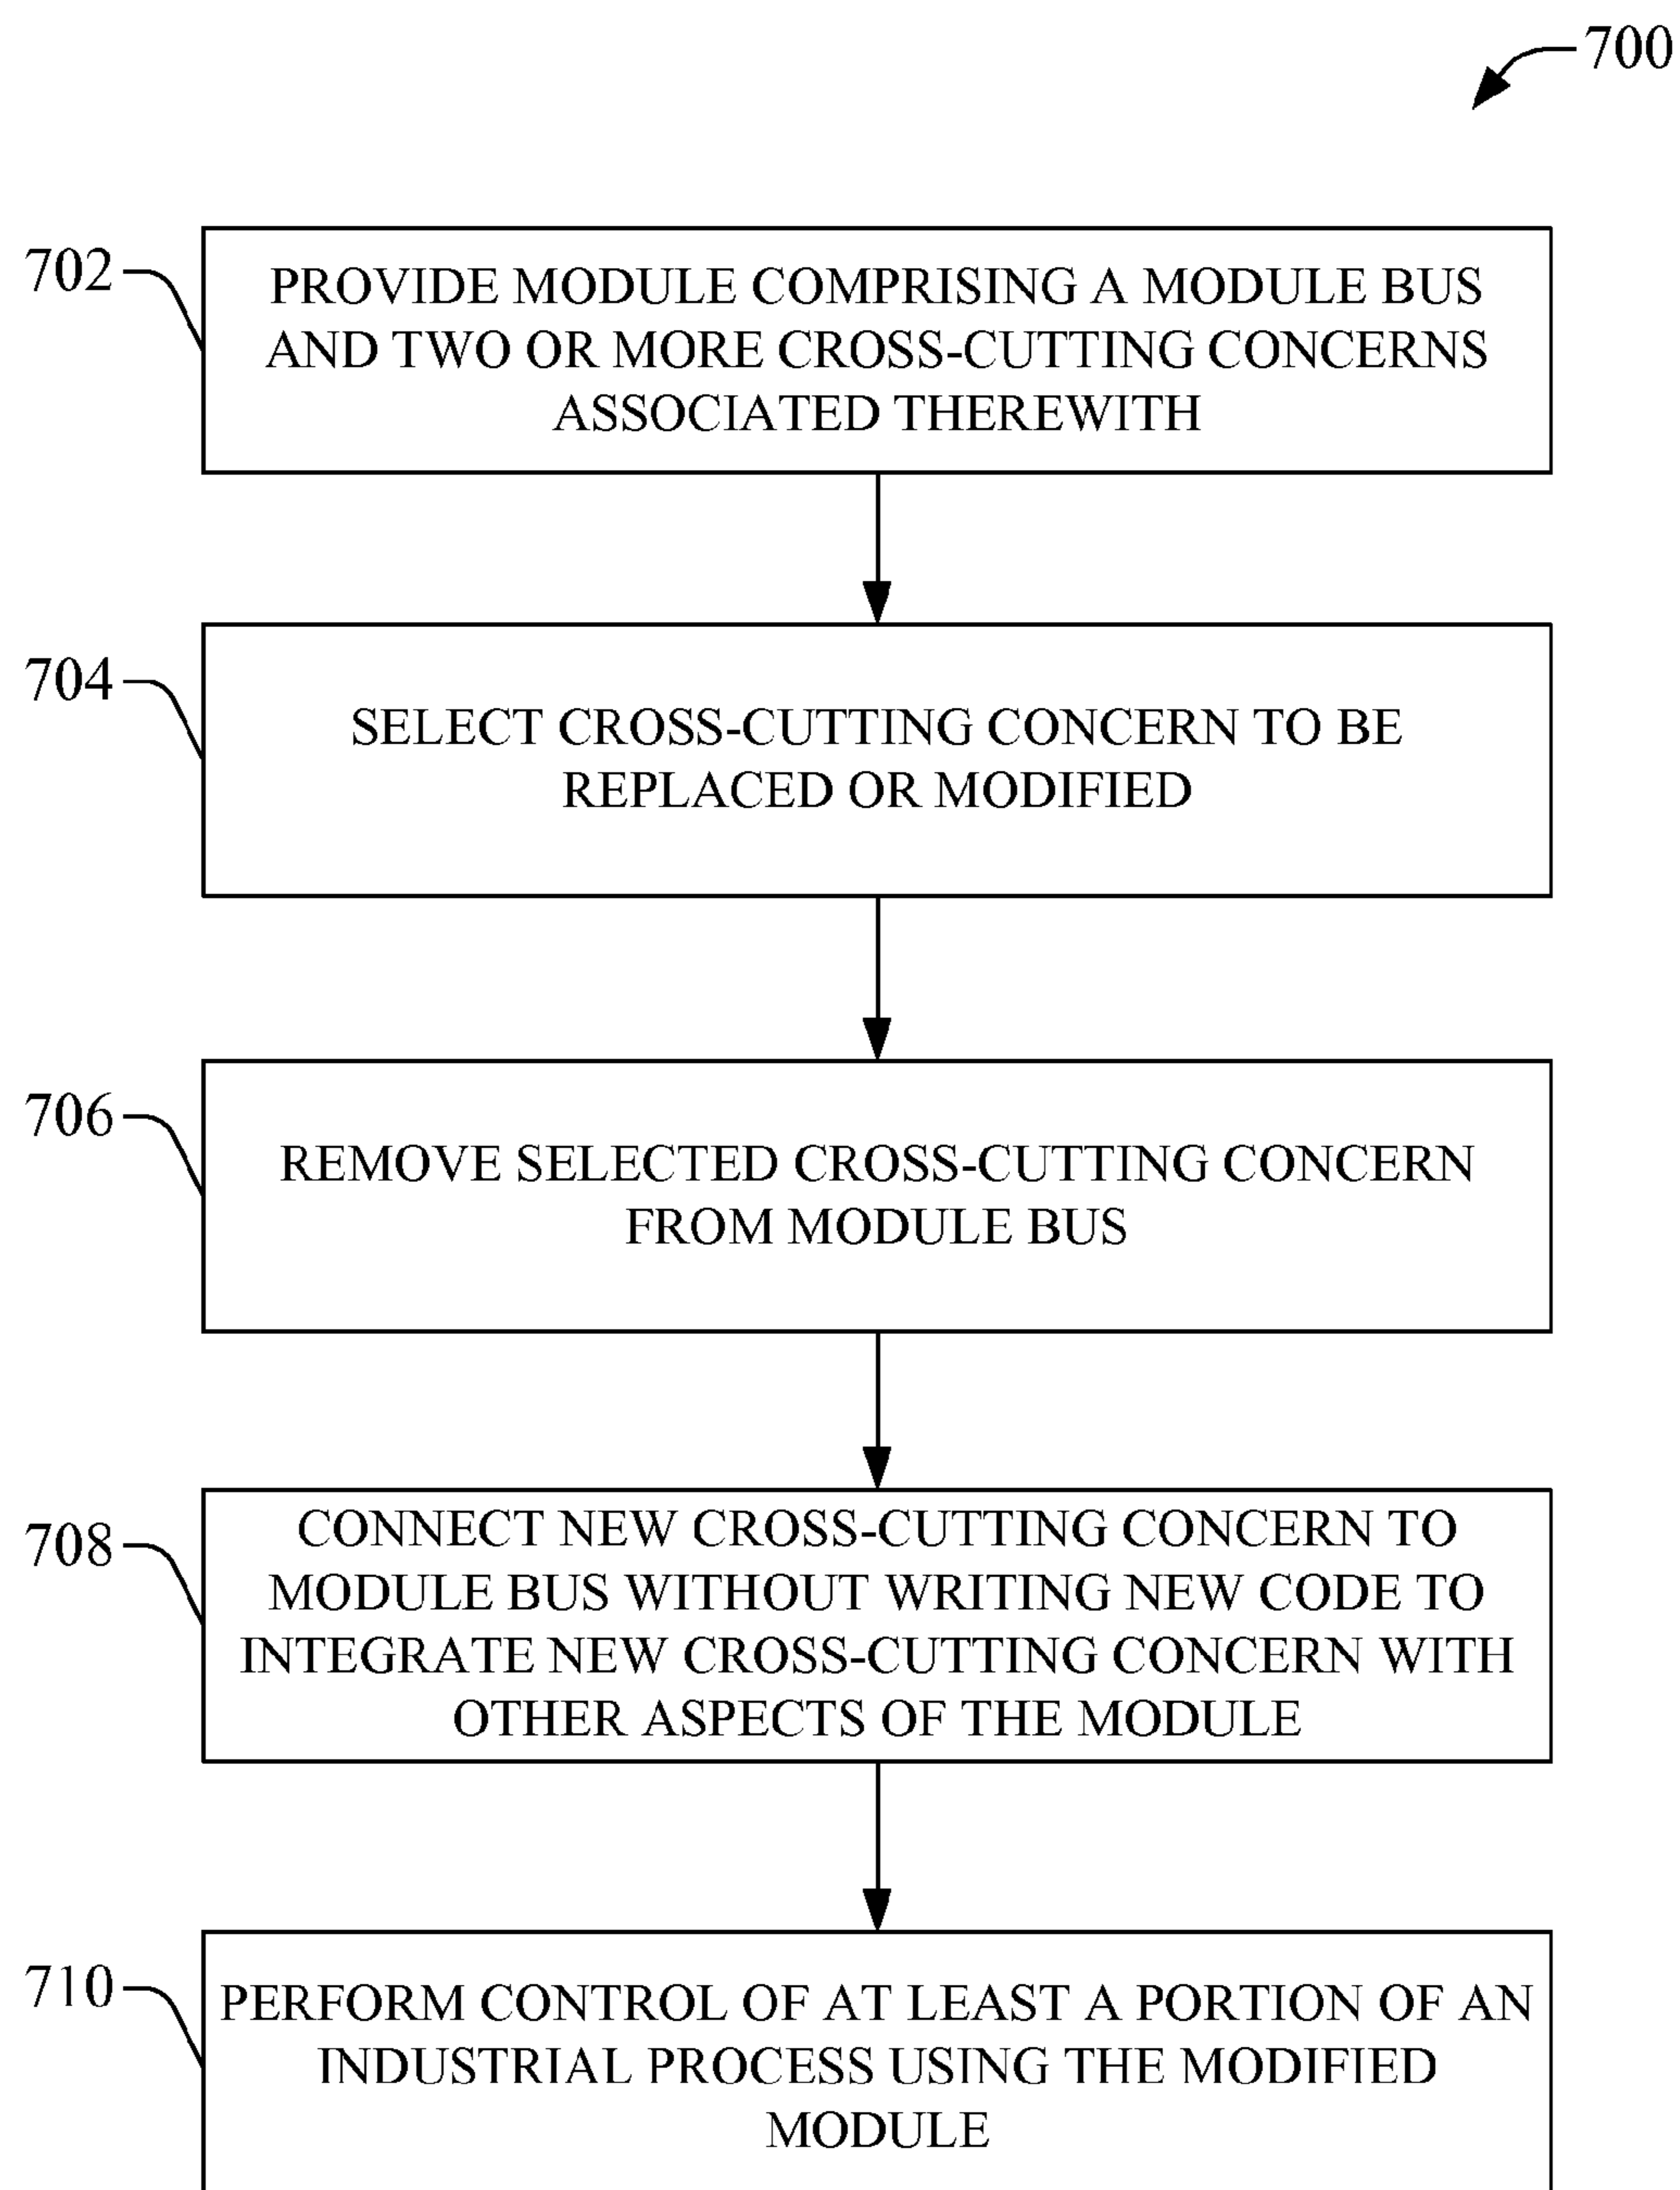 700
702
PROVIDE MODULE COMPRISING A MODULE BUS
AND TWO OR MORE CROSS-CUTTING CONCERNS
ASSOCIATED THEREWITH
704
SELECT CROSS-CUTTING CONCERN TO BE
REPLACED OR MODIFIED
706
REMOVE SELECTED CROSS-CUTTING CONCERN
FROM MODULE BUS
708
CONNECT NEW CROSS-CUTTING CONCERN TO
MODULE BUS WITHOUT WRITING NEW CODE TO
INTEGRATE NEW CROSS-CUTTING CONCERN WITH
OTHER ASPECTS OF THE MODULE
710
PERFORM CONTROL OF AT LEAST A PORTION OF AN
INDUSTRIAL PROCESS USING THE MODIFIED
MODULE